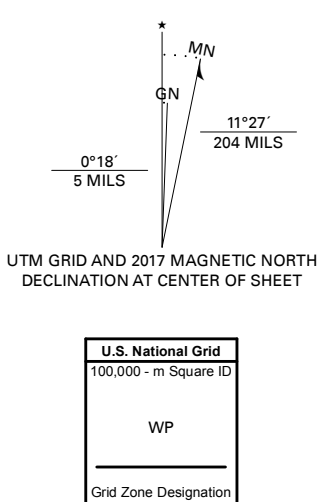 ★
MN
GN
11°27´
204 MILS
0°18´
5 MILS
UTM GRID AND 2017 MAGNETIC NORTH
DECLINATION AT CENTER OF SHEET
U.S. National Grid
100,000 - m Square ID
WP
Grid Zone Designation